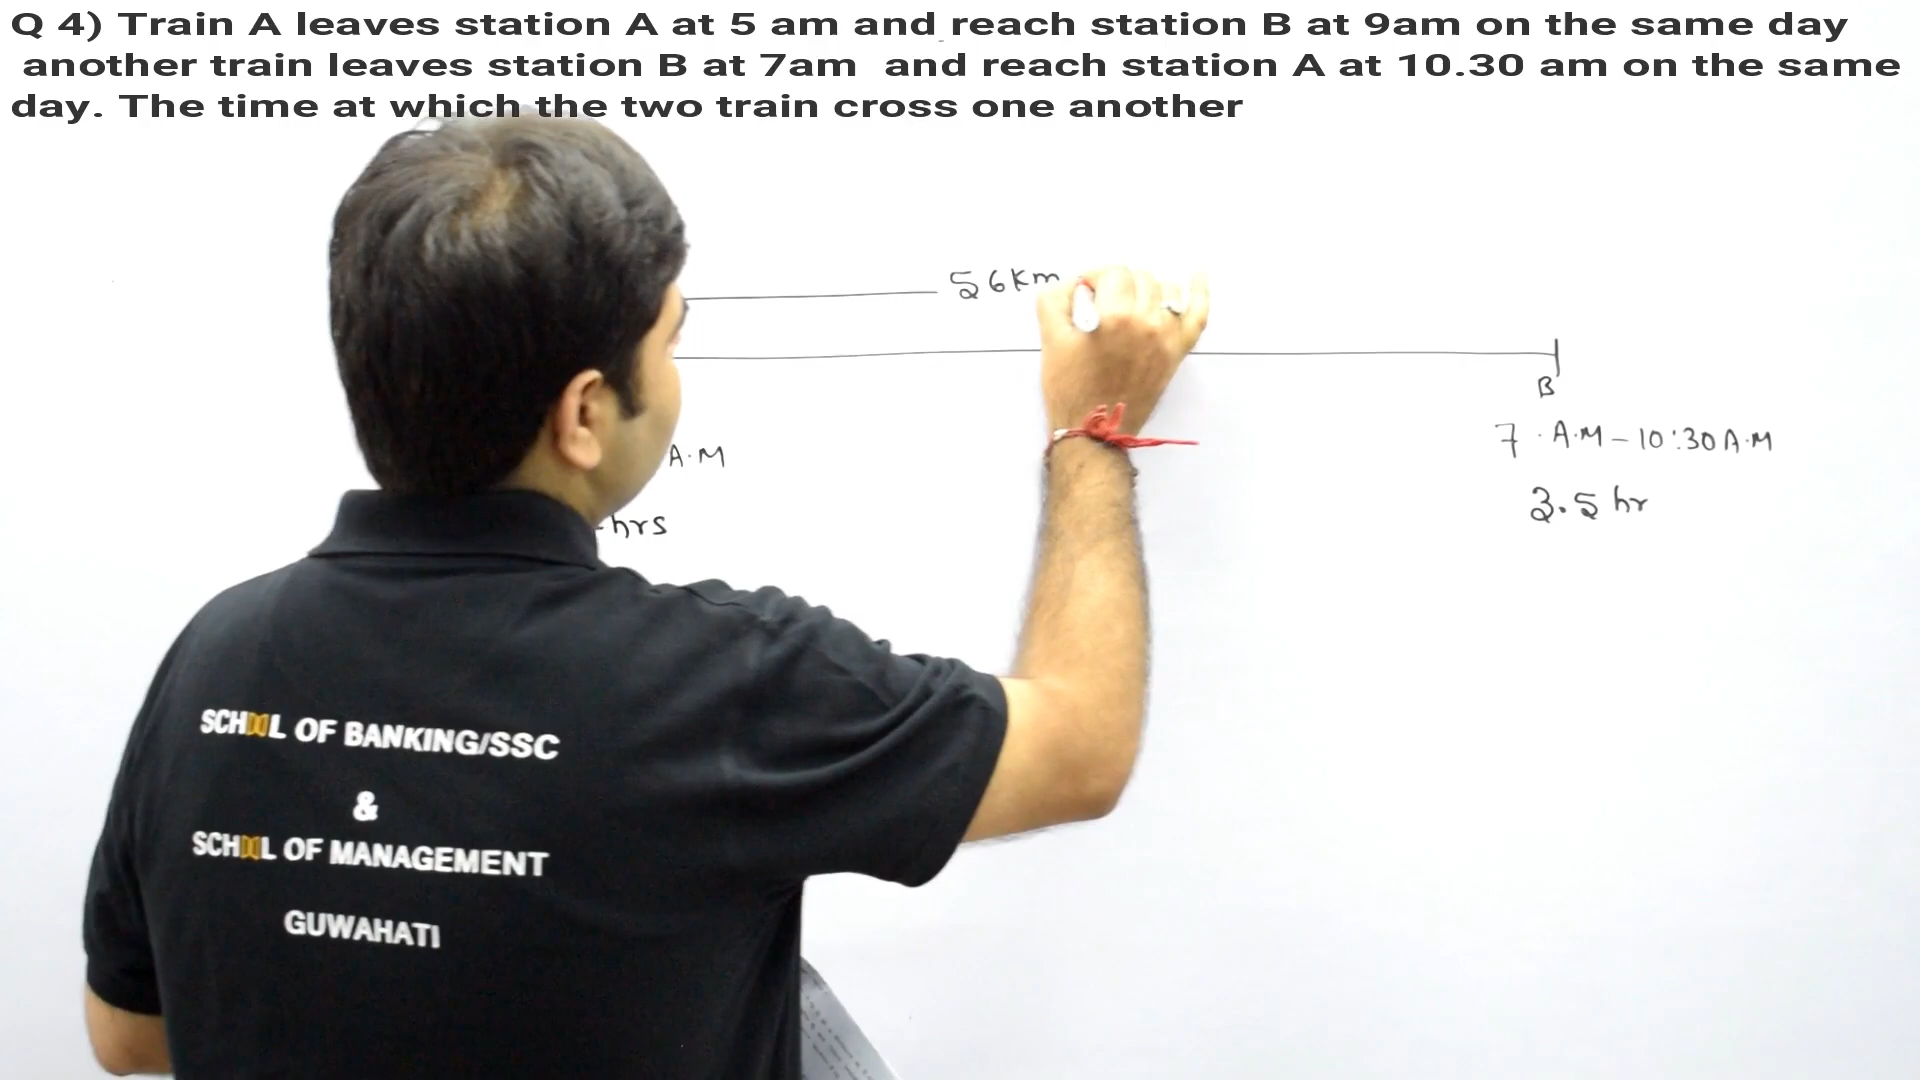 Q 4) Train A leaves station A at 5 am and reach station B at 9am on the same day
another train leaves station B at 7am and reach station A at 10.30 am on the same
day. The time at which the two train cross one another
56km
B
A.M
7 A.M - 10:30 A.M
3.5 hr
hrs
SCHOOL OF BANKING/SSC
&
SCHOOL OF MANAGEMENT
GUWAHATI